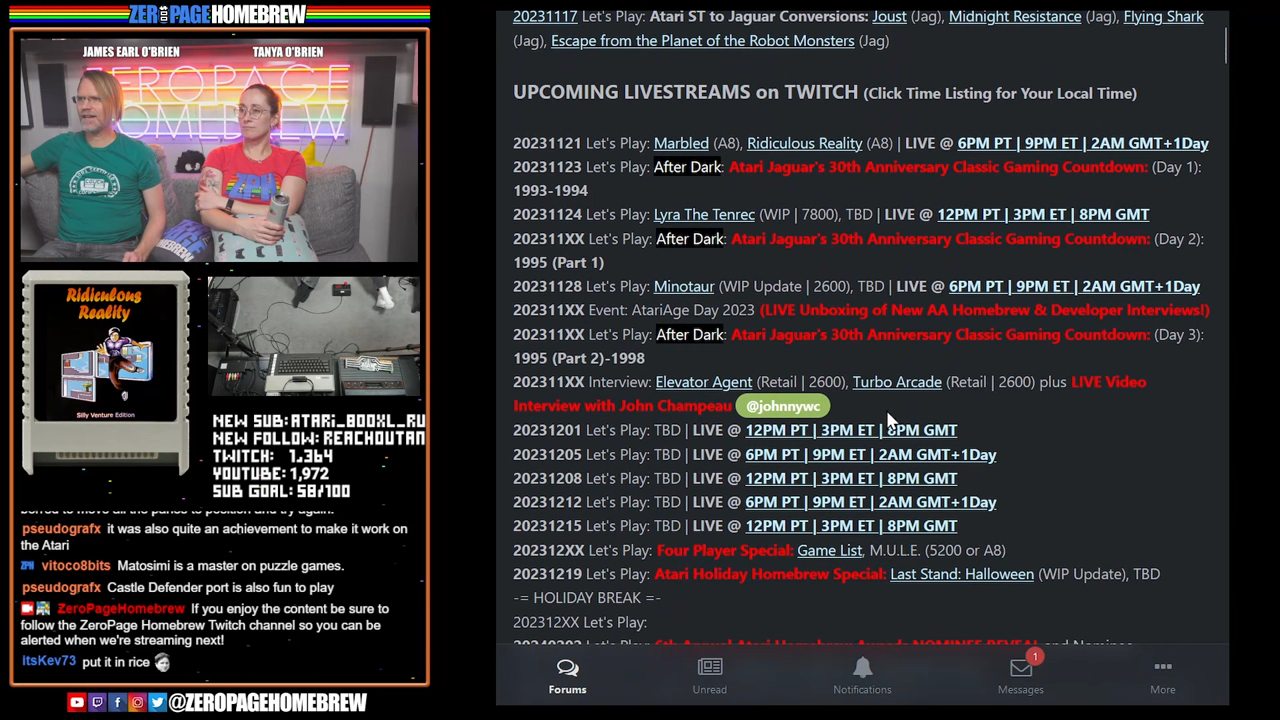 ZEROPAGE HOMEBREW
JAMES EARL O'BRIEN
TANYA O'BRIEN
ZEROPAGE
HOMEBREW
ZPH
Ridiculous
Reality
Silly Venture Edition
NEW SUB: ATARI_800XL_RU
NEW FOLLOW: REACHOUTAN
TWITCH: 1,364
YOUTUBE: 1,972
SUB GOAL: 58/100
borred to move all the panes to position and try again.
pseudografx it was also quite an achievement to make it work on
the Atari
ZPH vitoco8bits Matosimi is a master on puzzle games.
pseudografx Castle Defender port is also fun to play
ZeroPageHomebrew If you enjoy the content be sure to
follow the ZeroPage Homebrew Twitch channel so you can be
alerted when we're streaming next!
ItsKev73 put it in rice
@ZEROPAGEHOMEBREW
20231117 Let's Play: Atari ST to Jaguar Conversions: Joust (Jag), Midnight Resistance (Jag), Flying Shark
(Jag), Escape from the Planet of the Robot Monsters (Jag)
UPCOMING LIVESTREAMS on TWITCH (Click Time Listing for Your Local Time)
20231121 Let's Play: Marbled (A8), Ridiculous Reality (A8) | LIVE @ 6PM PT | 9PM ET | 2AM GMT+1Day
20231123 Let's Play: After Dark: Atari Jaguar's 30th Anniversary Classic Gaming Countdown: (Day 1):
1993-1994
20231124 Let's Play: Lyra The Tenrec (WIP | 7800), TBD | LIVE @ 12PM PT | 3PM ET | 8PM GMT
202311XX Let's Play: After Dark: Atari Jaguar's 30th Anniversary Classic Gaming Countdown: (Day 2):
1995 (Part 1)
20231128 Let's Play: Minotaur (WIP Update | 2600), TBD | LIVE @ 6PM PT | 9PM ET | 2AM GMT+1Day
202311XX Event: AtariAge Day 2023 (LIVE Unboxing of New AA Homebrew & Developer Interviews!)
202311XX Let's Play: After Dark: Atari Jaguar's 30th Anniversary Classic Gaming Countdown: (Day 3):
1995 (Part 2)-1998
202311XX Interview: Elevator Agent (Retail | 2600), Turbo Arcade (Retail | 2600) plus LIVE Video
Interview with John Champeau @johnnywc
20231201 Let's Play: TBD | LIVE @ 12PM PT | 3PM ET | 8PM GMT
20231205 Let's Play: TBD | LIVE @ 6PM PT | 9PM ET | 2AM GMT+1Day
20231208 Let's Play: TBD | LIVE @ 12PM PT | 3PM ET | 8PM GMT
20231212 Let's Play: TBD | LIVE @ 6PM PT | 9PM ET | 2AM GMT+1Day
20231215 Let's Play: TBD | LIVE @ 12PM PT | 3PM ET | 8PM GMT
202312XX Let's Play: Four Player Special: Game List, M.U.L.E. (5200 or A8)
20231219 Let's Play: Atari Holiday Homebrew Special: Last Stand: Halloween (WIP Update), TBD
-= HOLIDAY BREAK =-
202312XX Let's Play:
Forums
Unread
Notifications
1
Messages
More